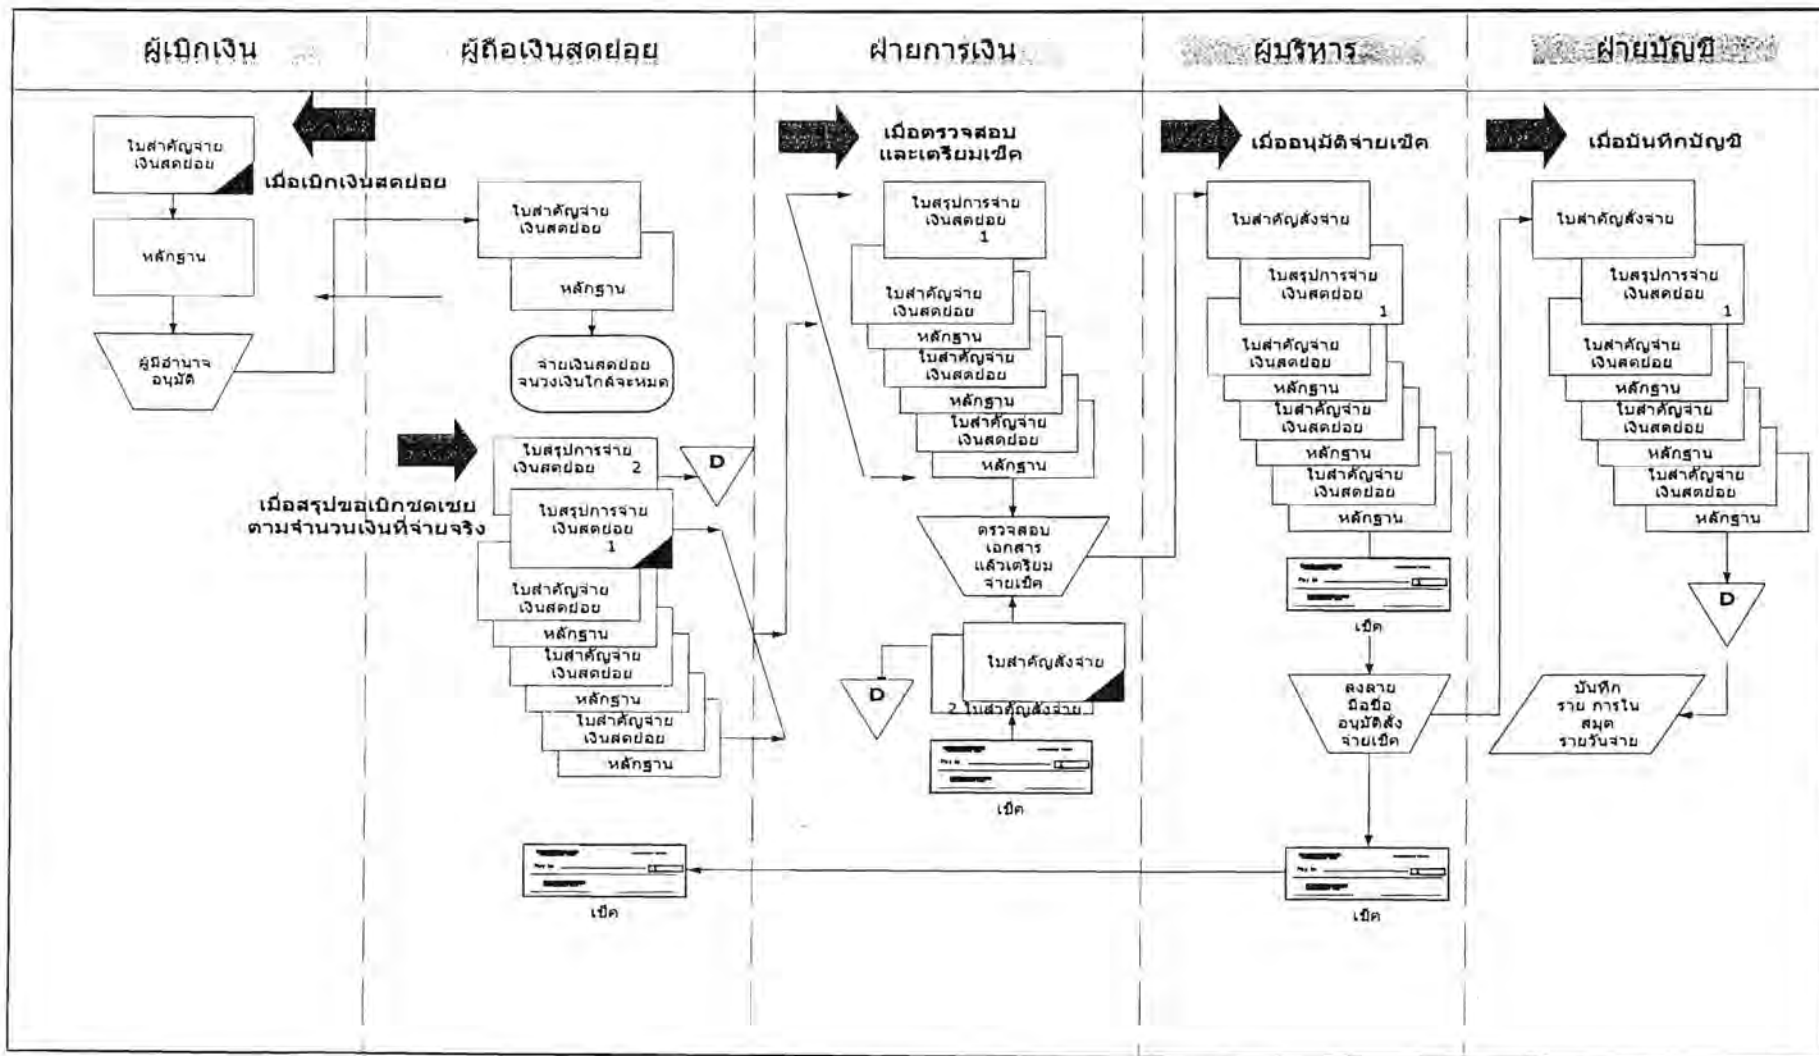 ผู้เบิกเงิน
ผู้ถือเงินสดย่อย
ฝ่ายการเงิน
ผู้บริหาร
ฝ่ายบัญชี
ใบสำคัญจ่าย
เงินสดย่อย
เมื่อเบิกเงินสดย่อย
หลักฐาน
ผู้มีอำนาจ
อนุมัติ
ใบสำคัญจ่าย
เงินสดย่อย
หลักฐาน
จ่ายเงินสดย่อย
จนวงเงินใกล้จะหมด
เมื่อสรุปขอเบิกชดเชย
ตามจำนวนเงินที่จ่ายจริง
ใบสรุปการจ่าย
เงินสดย่อย 2
D
ใบสรุปการจ่าย
เงินสดย่อย
1
ใบสำคัญจ่าย
เงินสดย่อย
หลักฐาน
ใบสำคัญจ่าย
เงินสดย่อย
หลักฐาน
ใบสำคัญจ่าย
เงินสดย่อย
หลักฐาน
เช็ค
เมื่อตรวจสอบ
และเตรียมเช็ค
ใบสรุปการจ่าย
เงินสดย่อย
1
ใบสำคัญจ่าย
เงินสดย่อย
หลักฐาน
ใบสำคัญจ่าย
เงินสดย่อย
หลักฐาน
ใบสำคัญจ่าย
เงินสดย่อย
หลักฐาน
ตรวจสอบ
เอกสาร
แล้วเตรียม
จ่ายเช็ค
ใบสำคัญสั่งจ่าย
2 ใบสำคัญสั่งจ่าย
D
เช็ค
เมื่ออนุมัติจ่ายเช็ค
ใบสำคัญสั่งจ่าย
ใบสรุปการจ่าย
เงินสดย่อย
1
ใบสำคัญจ่าย
เงินสดย่อย
หลักฐาน
ใบสำคัญจ่าย
เงินสดย่อย
หลักฐาน
ใบสำคัญจ่าย
เงินสดย่อย
หลักฐาน
เช็ค
ลงลาย
มือชื่อ
อนุมัติสั่ง
จ่ายเช็ค
เช็ค
เมื่อบันทึกบัญชี
ใบสำคัญสั่งจ่าย
ใบสรุปการจ่าย
เงินสดย่อย
1
ใบสำคัญจ่าย
เงินสดย่อย
หลักฐาน
ใบสำคัญจ่าย
เงินสดย่อย
หลักฐาน
ใบสำคัญจ่าย
เงินสดย่อย
หลักฐาน
D
บันทึก
ราย การใน
สมุด
รายวันจ่าย